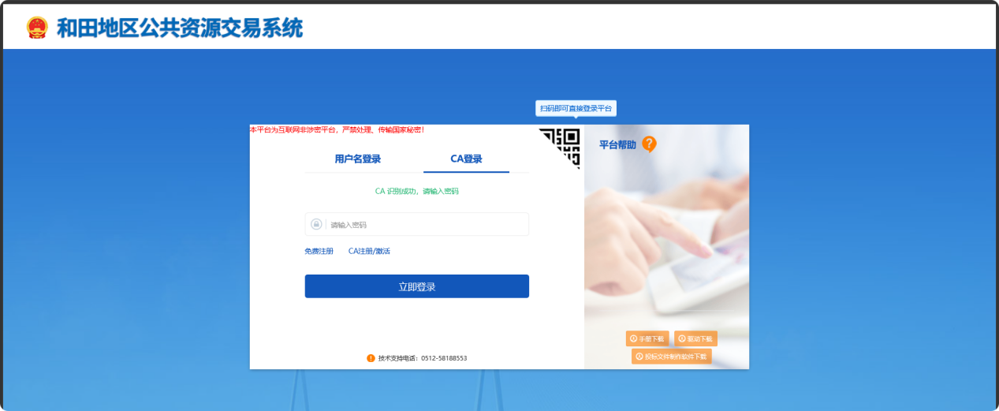 和田地区公共资源交易系统
扫码即可直接登录平台
本平台为互联网非涉密平台，严禁处理、传输国家秘密！
平台帮助
用户名登录 CA登录
CA 识别成功，请输入密码
请输入密码
免费注册 CA注册/激活
立即登录
手册下载 驱动下载
投标文件制作软件下载
技术支持电话：0512-58188553